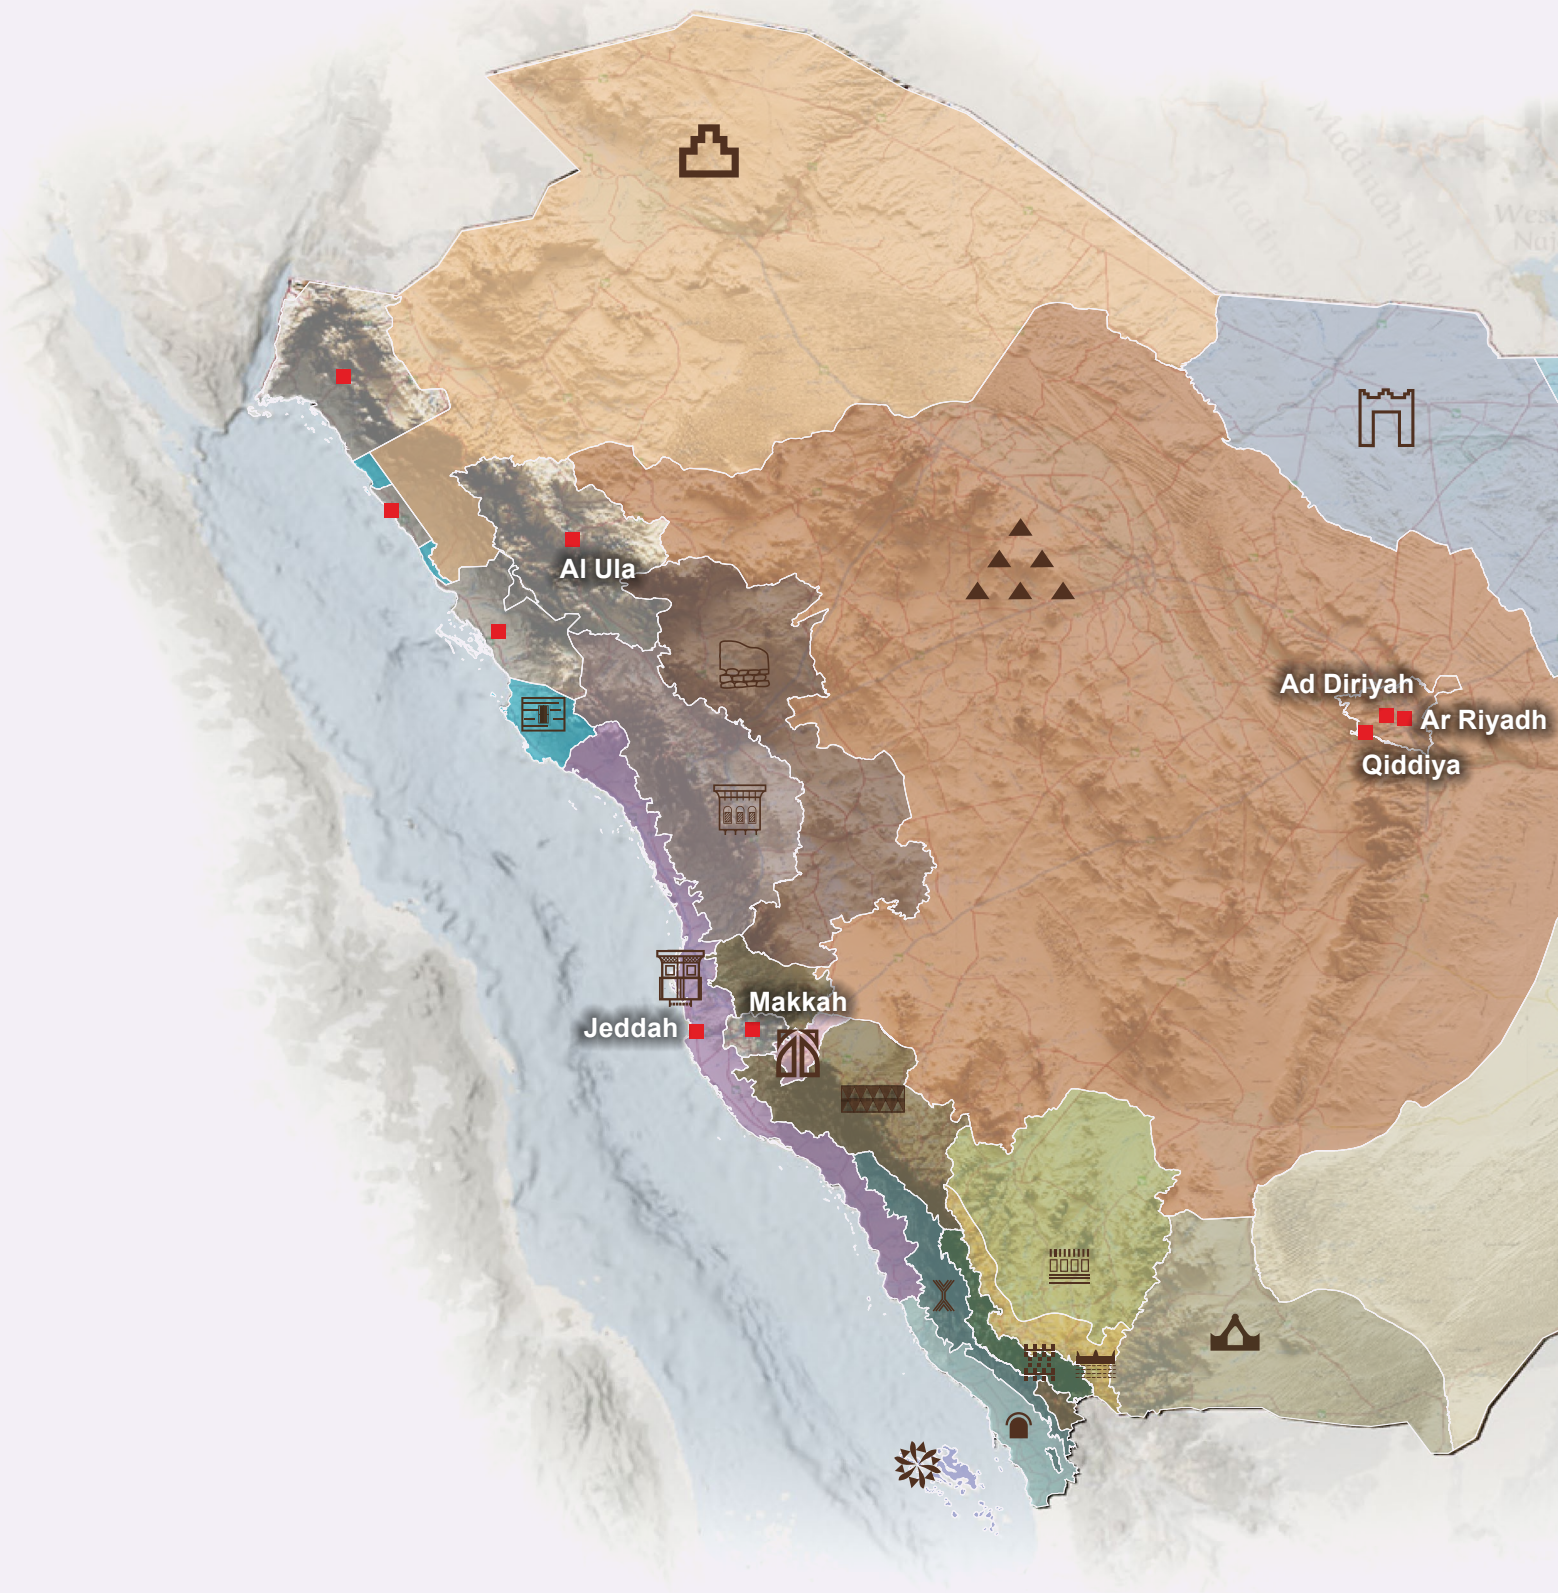 Al Ula
Ad Diriyah
Ar Riyadh
Qiddiya
Makkah
Jeddah